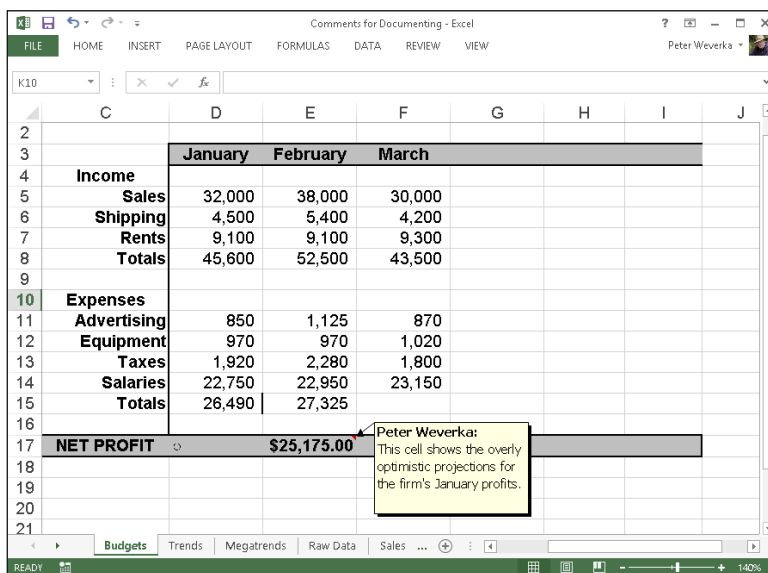 Comments for Documenting - Excel
?
FILE HOME INSERT PAGE LAYOUT FORMULAS DATA REVIEW VIEW Peter Weverka
K10 fx
C D E F G H I J
2
3 January February March
4 Income
5 Sales 32,000 38,000 30,000
6 Shipping 4,500 5,400 4,200
7 Rents 9,100 9,100 9,300
8 Totals 45,600 52,500 43,500
9
10 Expenses
11 Advertising 850 1,125 870
12 Equipment 970 970 1,020
13 Taxes 1,920 2,280 1,800
14 Salaries 22,750 22,950 23,150
15 Totals 26,490 27,325
16
17 NET PROFIT $25,175.00
Peter Weverka:
This cell shows the overly
optimistic projections for
the firm's January profits.
18
19
20
21
Budgets Trends Megatrends Raw Data Sales ...
READY 140%